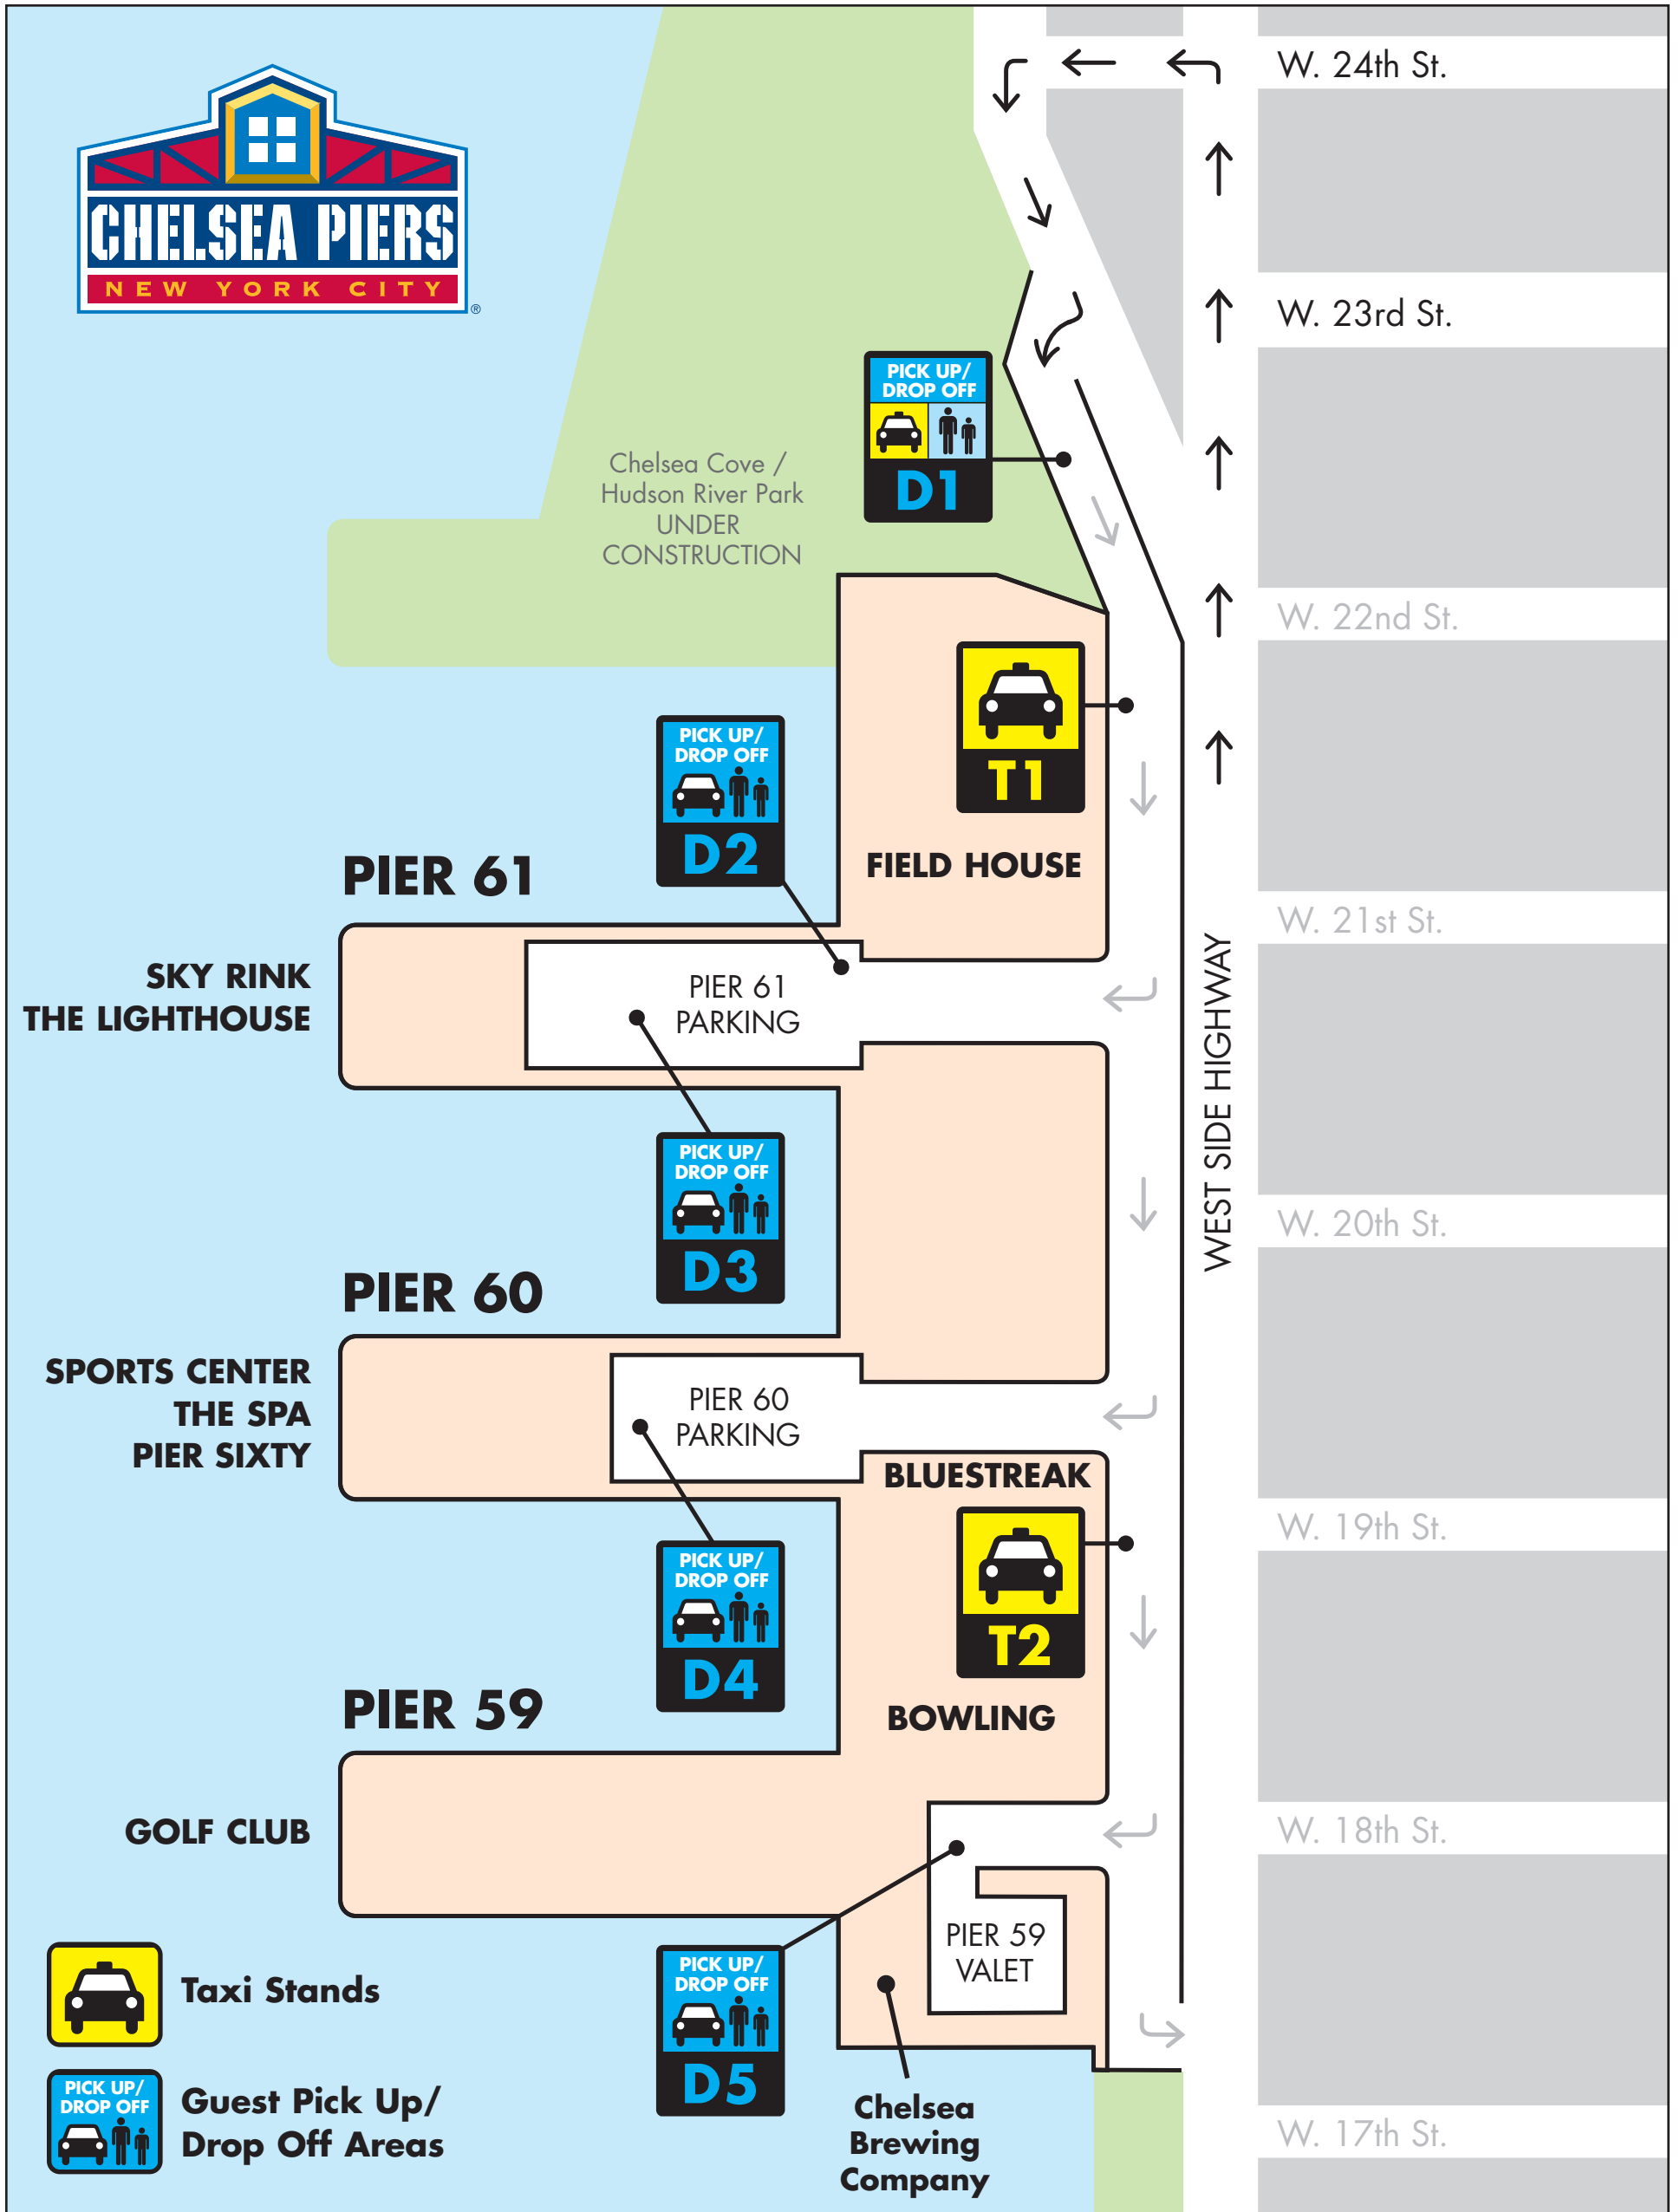 CHELSEA PIERS
NEW YORK CITY
®
W. 24th St.
W. 23rd St.
PICK UP/
DROP OFF
D1
Chelsea Cove /
Hudson River Park
UNDER
CONSTRUCTION
W. 22nd St.
T1
PICK UP/
DROP OFF
D2
FIELD HOUSE
PIER 61
W. 21st St.
SKY RINK
THE LIGHTHOUSE
PIER 61
PARKING
WEST SIDE HIGHWAY
PICK UP/
DROP OFF
D3
W. 20th St.
PIER 60
SPORTS CENTER
THE SPA
PIER SIXTY
PIER 60
PARKING
BLUESTREAK
W. 19th St.
PICK UP/
DROP OFF
D4
T2
PIER 59
BOWLING
GOLF CLUB
W. 18th St.
PIER 59
VALET
Taxi Stands
PICK UP/
DROP OFF
D5
PICK UP/
DROP OFF
Guest Pick Up/
Drop Off Areas
Chelsea
Brewing
Company
W. 17th St.